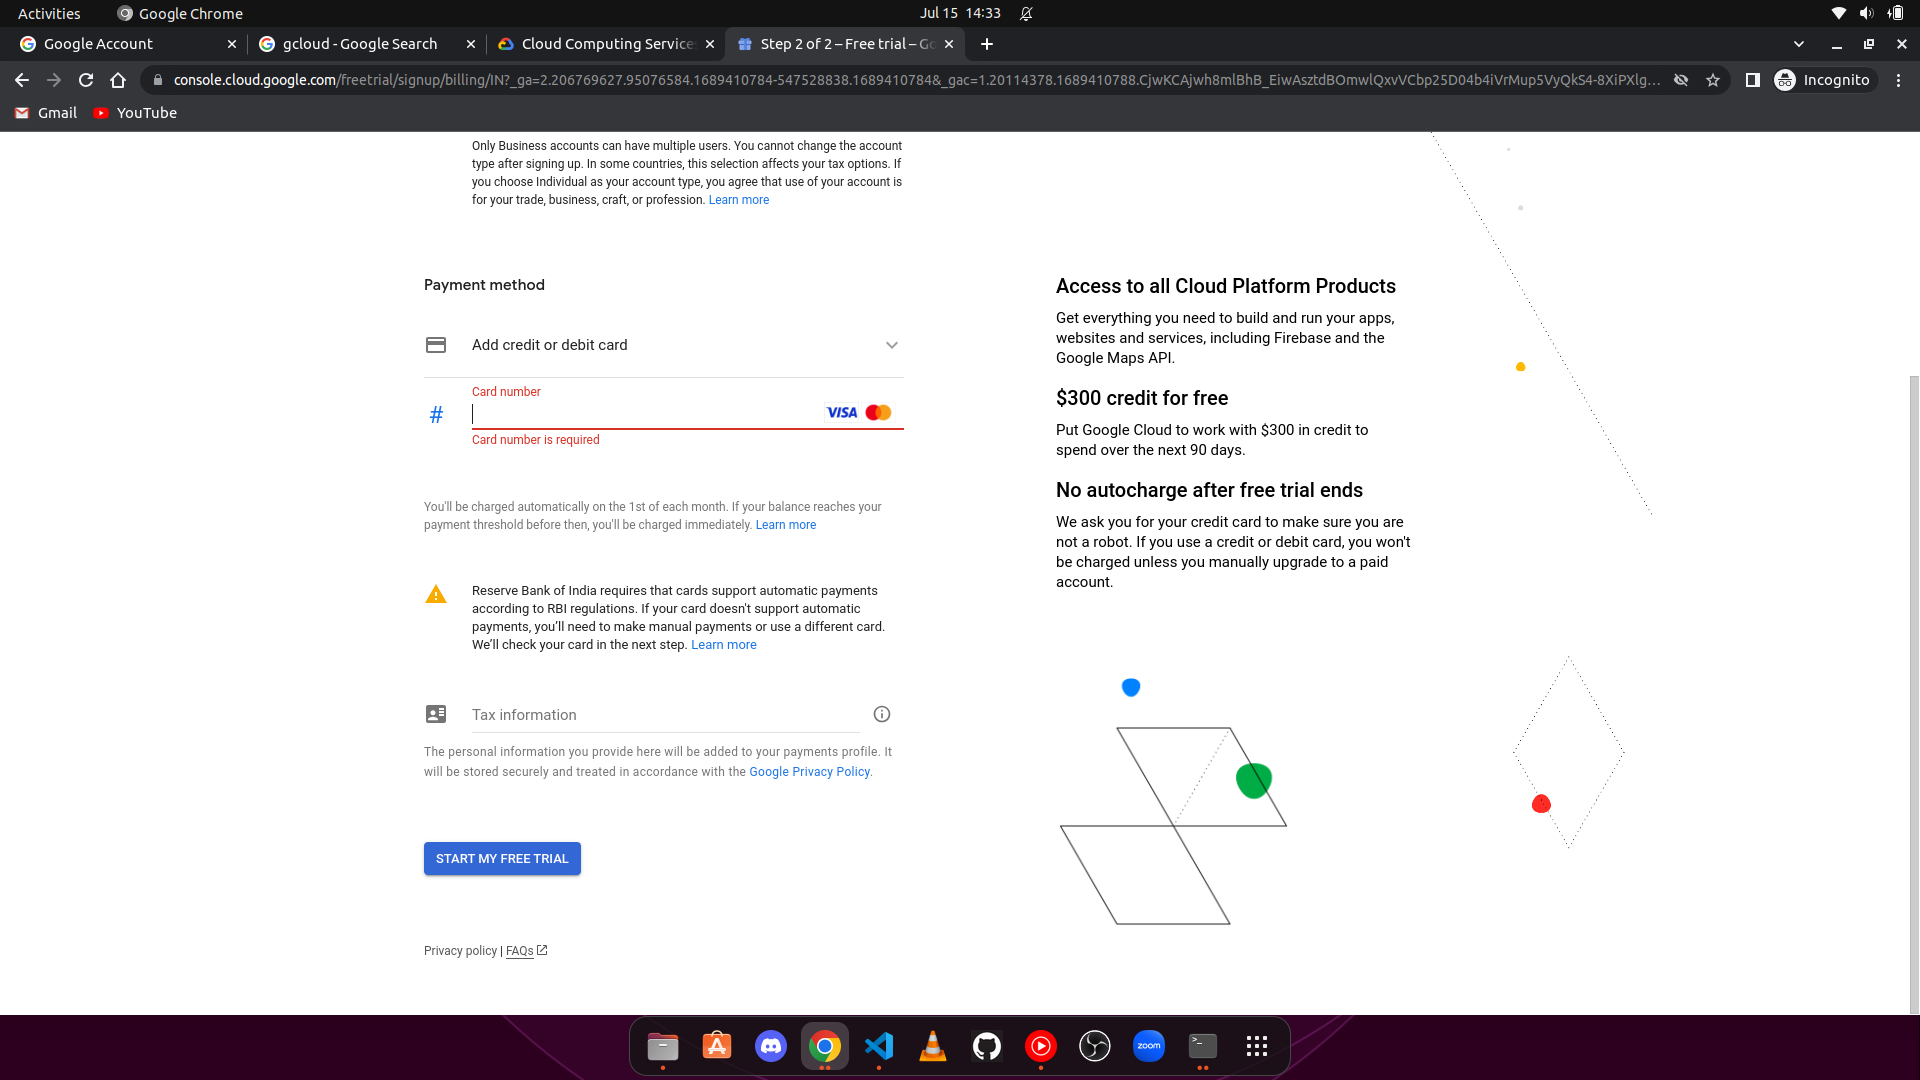 Activities
Google Chrome
Jul 15 14:33
Google Account
gcloud - Google Search
Cloud Computing Services
Step 2 of 2 – Free trial – Go
console.cloud.google.com/freetrial/signup/billing/IN?_ga=2.206769627.95076584.1689410784-547528838.1689410784&_gac=1.20114378.1689410788.CjwKCAjwh8mlBhB_EiwAsztdBOmwlQxvVCbp25D04b4iVrMup5VyQkS4-8XiPXlg...
Incognito
Gmail
YouTube
Only Business accounts can have multiple users. You cannot change the account
type after signing up. In some countries, this selection affects your tax options. If
you choose Individual as your account type, you agree that use of your account is
for your trade, business, craft, or profession. Learn more
Payment method
Add credit or debit card
Card number
#
VISA
Card number is required
You'll be charged automatically on the 1st of each month. If your balance reaches your
payment threshold before then, you'll be charged immediately. Learn more
Reserve Bank of India requires that cards support automatic payments
according to RBI regulations. If your card doesn't support automatic
payments, you’ll need to make manual payments or use a different card.
We’ll check your card in the next step. Learn more
Tax information
The personal information you provide here will be added to your payments profile. It
will be stored securely and treated in accordance with the Google Privacy Policy.
START MY FREE TRIAL
Privacy policy | FAQs
Access to all Cloud Platform Products
Get everything you need to build and run your apps,
websites and services, including Firebase and the
Google Maps API.
$300 credit for free
Put Google Cloud to work with $300 in credit to
spend over the next 90 days.
No autocharge after free trial ends
We ask you for your credit card to make sure you are
not a robot. If you use a credit or debit card, you won't
be charged unless you manually upgrade to a paid
account.
zoom